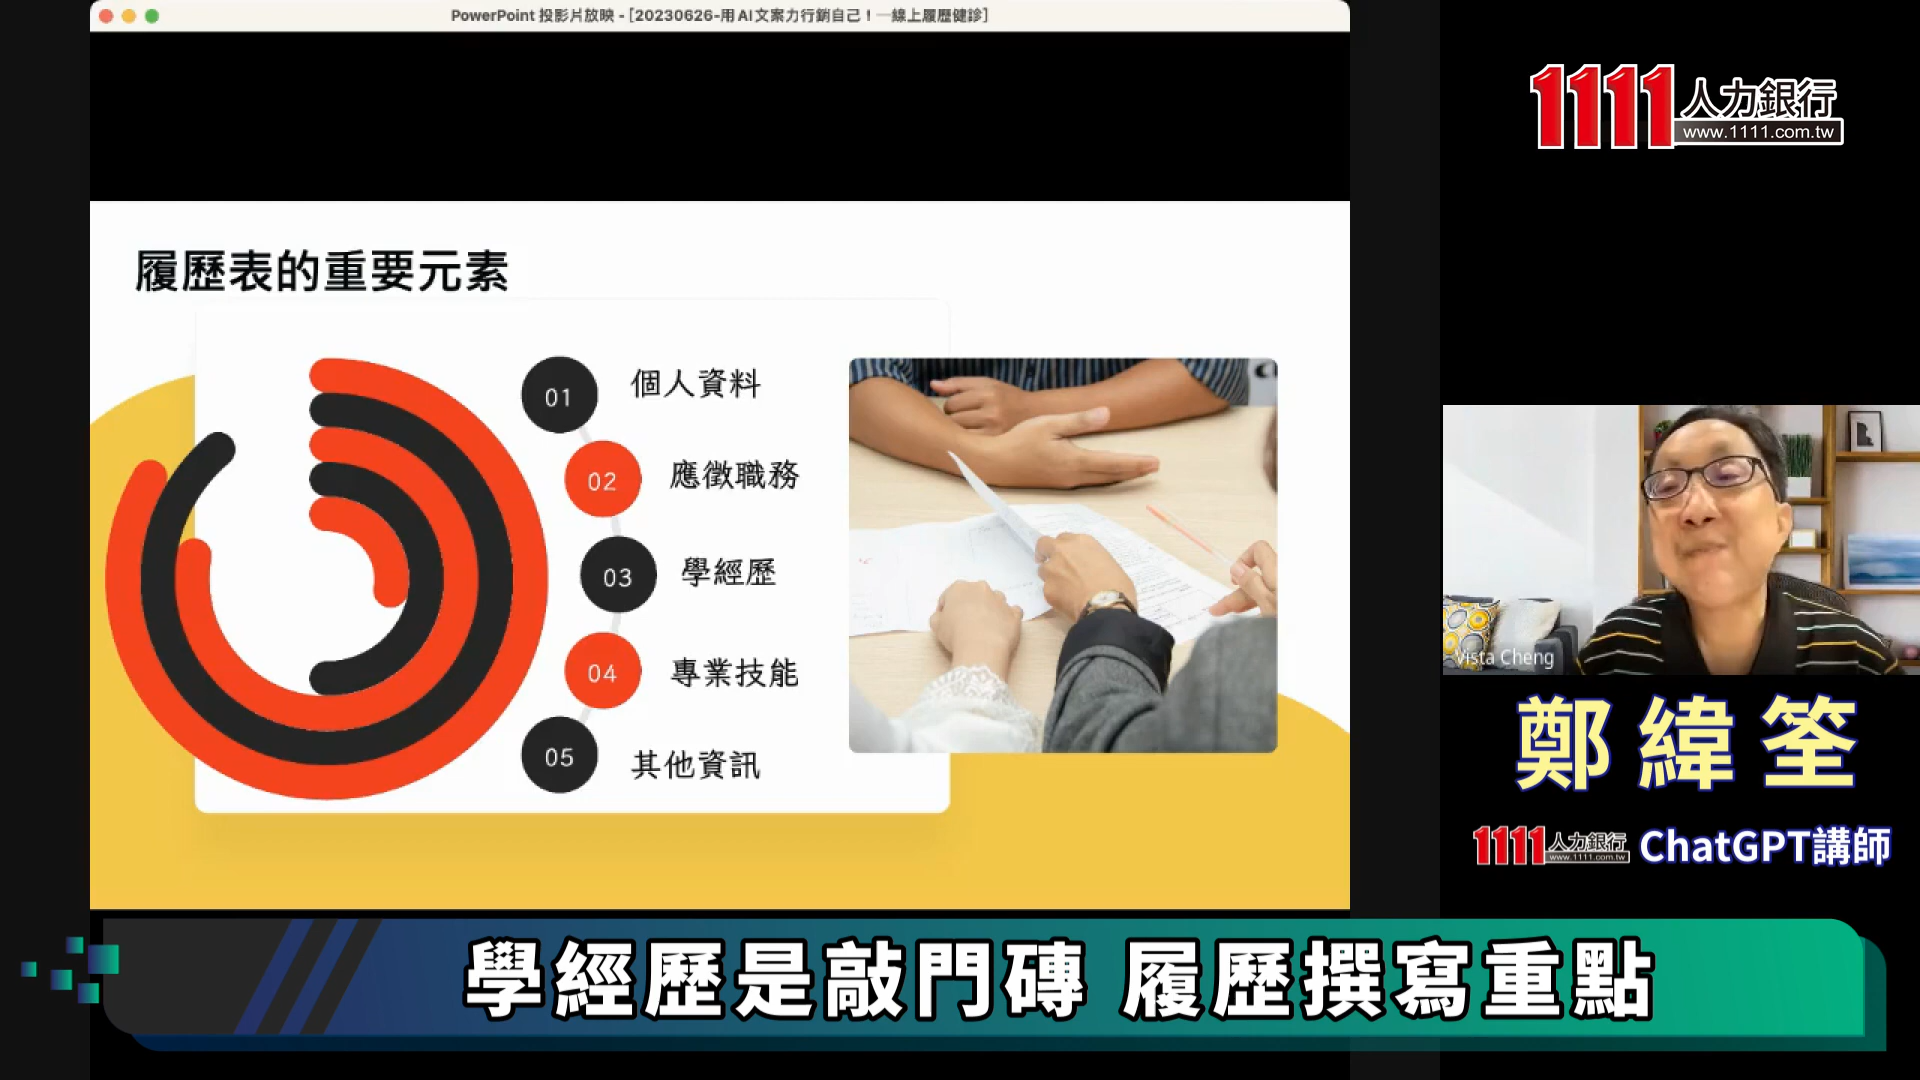 PowerPoint 投影片放映 - [20230626-用AI文案力行銷自己！—線上履歷健診]
履歷表的重要元素
01 個人資料
02 應徵職務
03 學經歷
04 專業技能
05 其他資訊
1111人力銀行
www.1111.com.tw
Vista Cheng
鄭緯筌
1111人力銀行 ChatGPT講師
www.1111.com.tw
學經歷是敲門磚 履歷撰寫重點